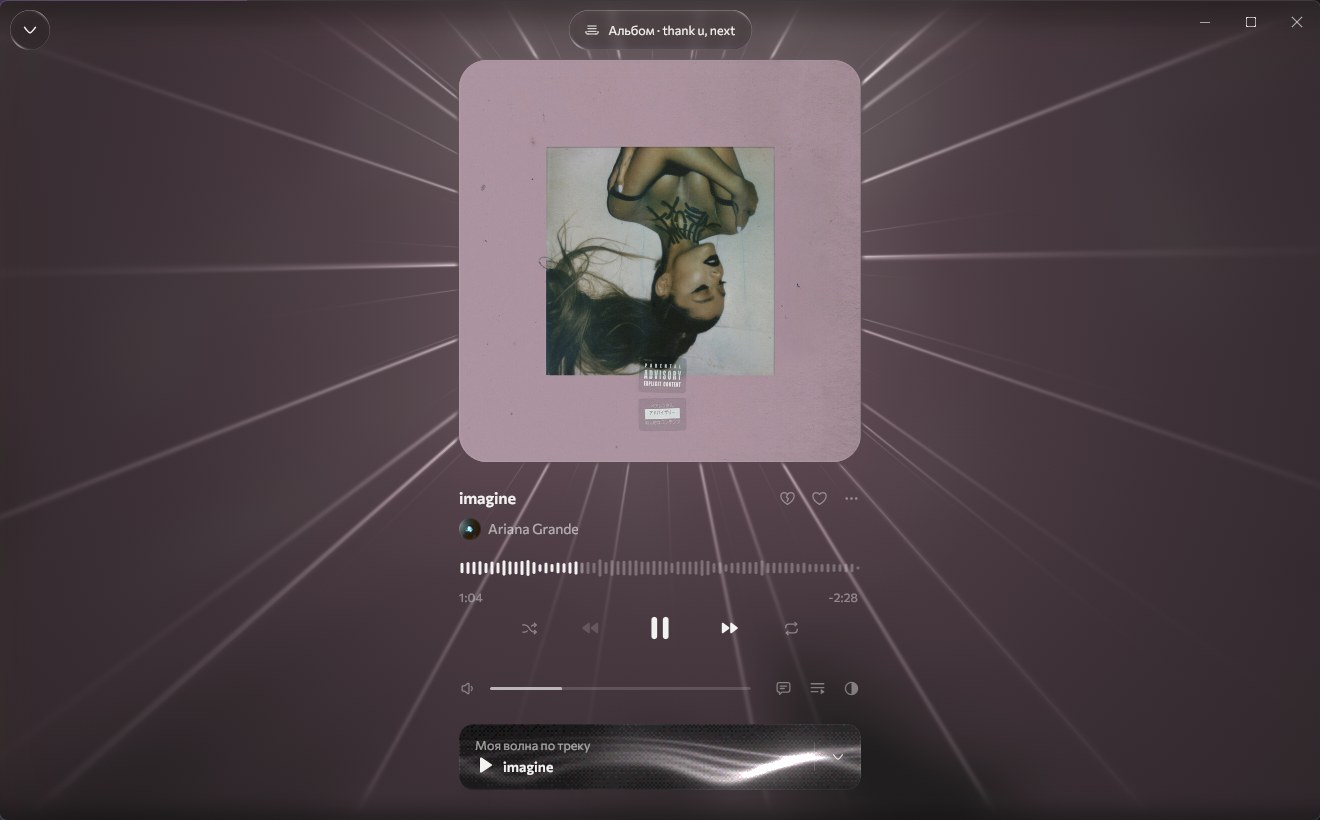 Альбом · thank u, next
PARENTAL
ADVISORY
EXPLICIT CONTENT
imagine
Ariana Grande
1:04
-2:28
Моя волна по треку
imagine